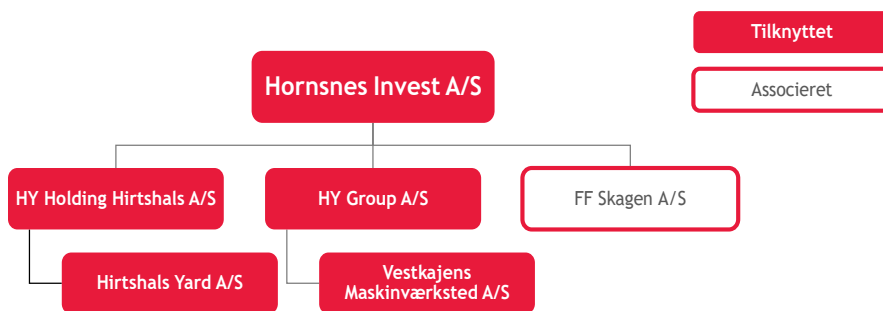 Tilknyttet
Hornsnes Invest A/S
Associeret
HY Holding Hirtshals A/S
HY Group A/S
FF Skagen A/S
Hirtshals Yard A/S
Vestkajens
Maskinværksted A/S